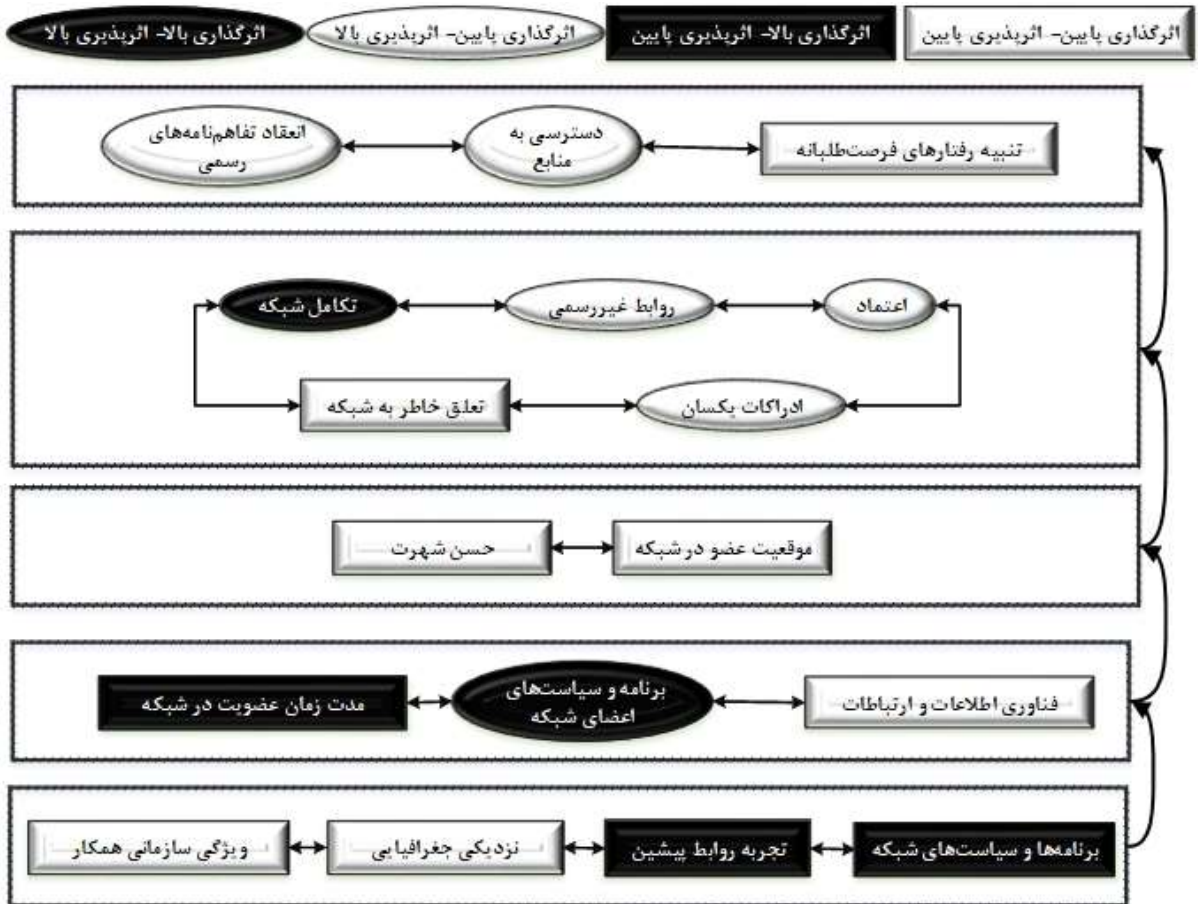 اثرگذاری پایین- اثرپذیری پایین
اثرگذاری بالا- اثرپذیری پایین
اثرگذاری پایین- اثرپذیری بالا
اثرگذاری بالا- اثرپذیری بالا
تنبیه رفتارهای فرصت‌طلبانه
دسترسی به
منابع
انعقاد تفاهم‌نامه‌های
رسمی
اعتماد
روابط غیررسمی
تکامل شبکه
ادراکات یکسان
تعلق خاطر به شبکه
موقعیت عضو در شبکه
حسن شهرت
فناوری اطلاعات و ارتباطات
برنامه و سیاست‌های
اعضای شبکه
مدت زمان عضویت در شبکه
برنامه‌ها و سیاست‌های شبکه
تجربه روابط پیشین
نزدیکی جغرافیایی
ویژگی سازمانی همکار